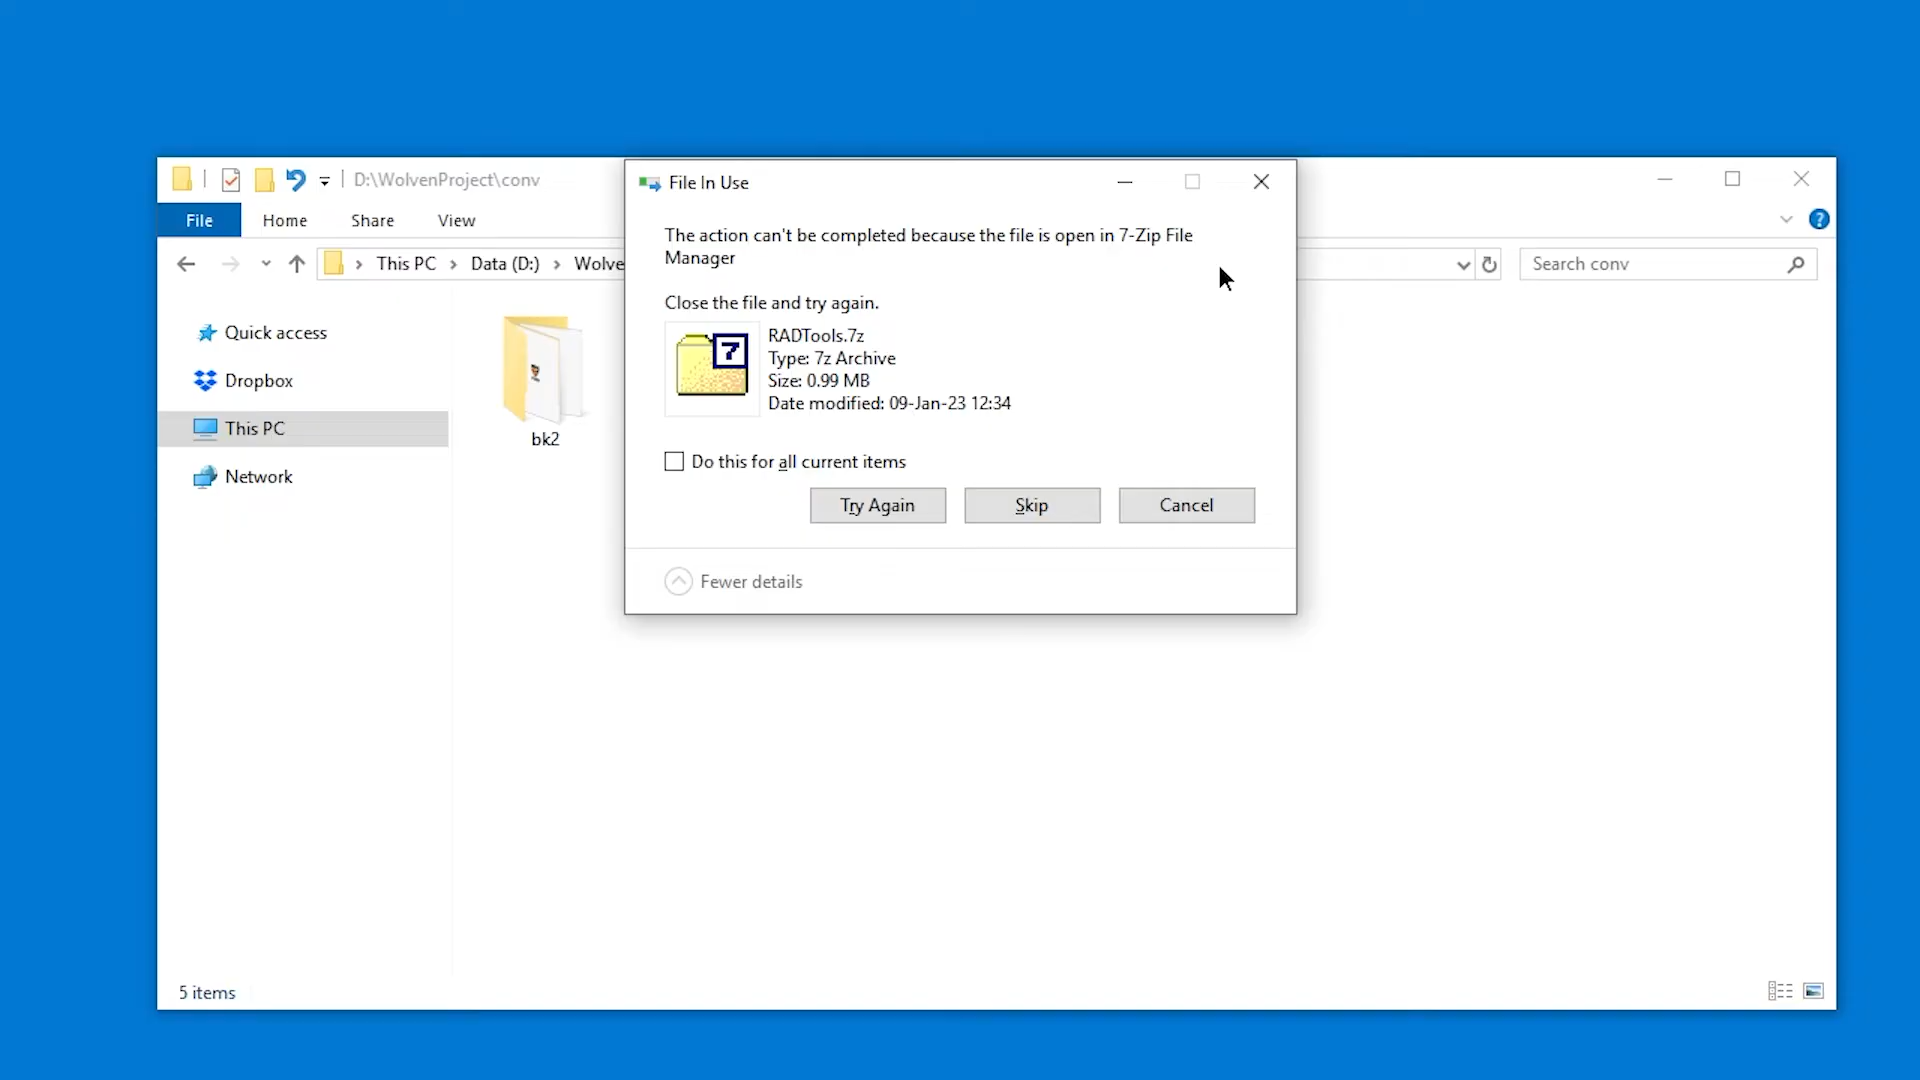 D:\WolvenProject\conv
File In Use
File
Home
Share
View
This PC
Data (D:)
Wolve
Search conv
The action can't be completed because the file is open in 7-Zip File
Manager
Close the file and try again.
7
RADTools.7z
Type: 7z Archive
Size: 0.99 MB
Date modified: 09-Jan-23 12:34
Do this for all current items
Try Again
Skip
Cancel
Fewer details
Quick access
Dropbox
This PC
Network
bk2
5 items